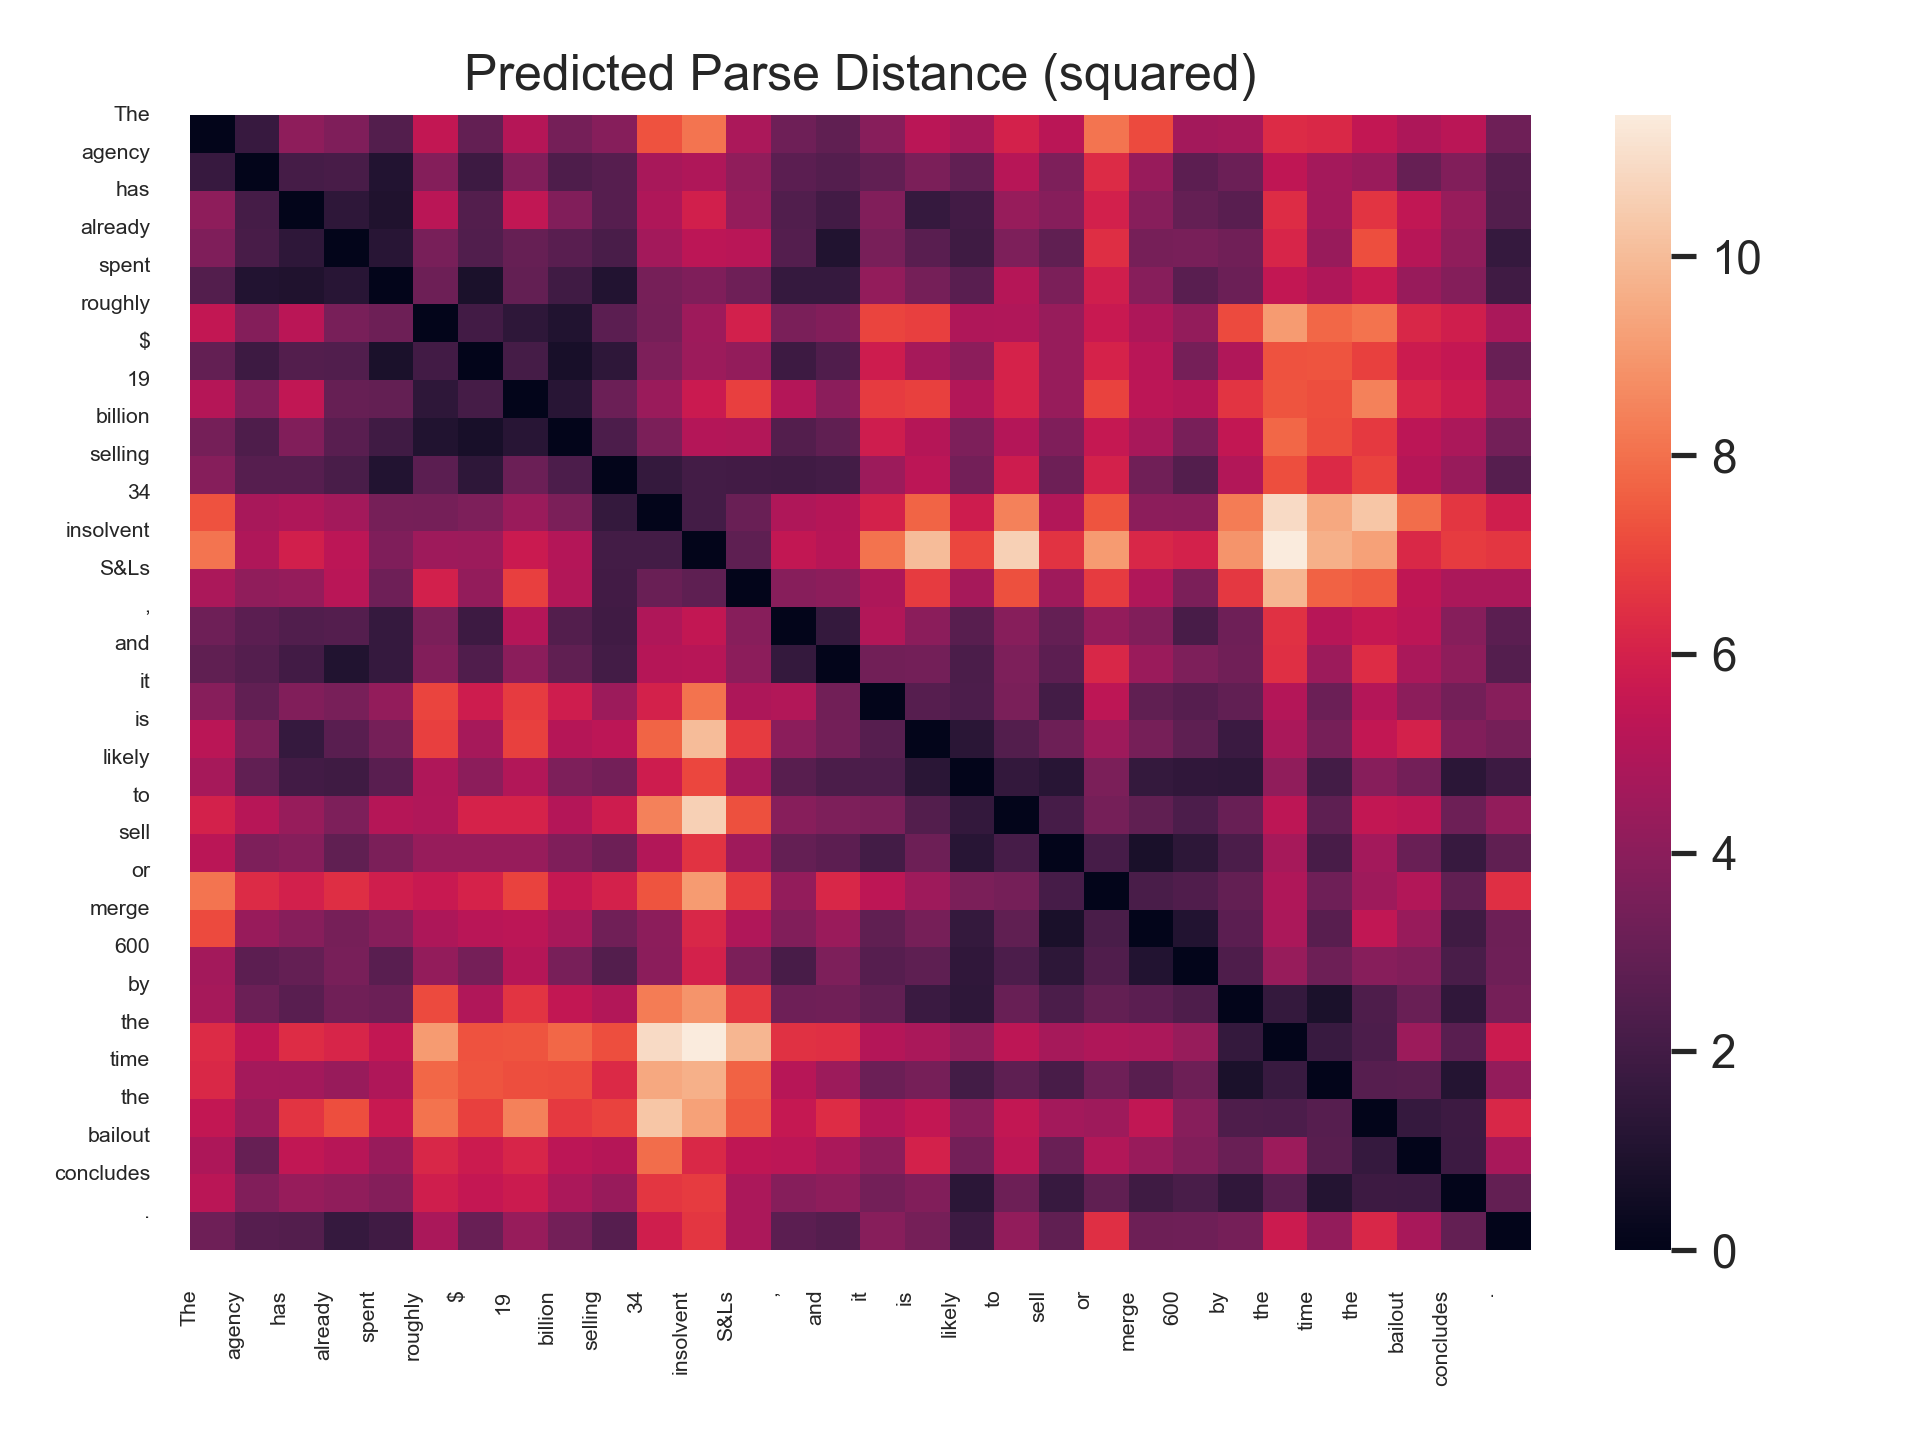 Predicted Parse Distance (squared)
The
agency
has
already
spent
roughly
$
19
billion
selling
34
insolvent
S&Ls
,
and
it
is
likely
to
sell
or
merge
600
by
the
time
the
bailout
concludes
.
10
8
6
4
2
0
The
agency
has
already
spent
roughly
$
19
billion
selling
34
insolvent
S&Ls
,
and
it
is
likely
to
sell
or
merge
600
by
the
time
the
bailout
concludes
.